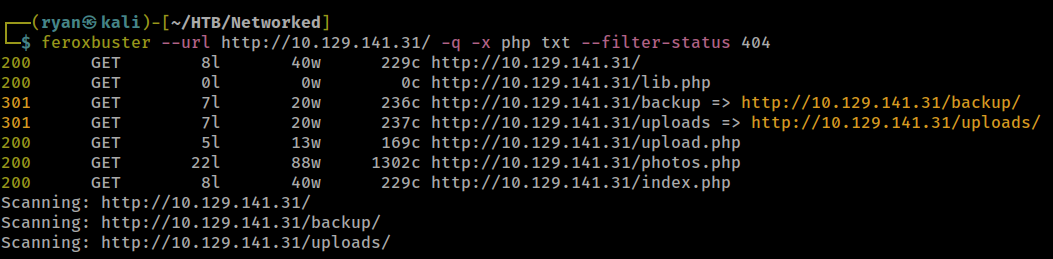 ┌──(ryan㉿kali)-[~/HTB/Networked]
└─$ feroxbuster --url http://10.129.141.31/ -q -x php txt --filter-status 404
200      GET        8l       40w      229c http://10.129.141.31/
200      GET        0l        0w        0c http://10.129.141.31/lib.php
301      GET        7l       20w      236c http://10.129.141.31/backup => http://10.129.141.31/backup/
301      GET        7l       20w      237c http://10.129.141.31/uploads => http://10.129.141.31/uploads/
200      GET        5l       13w      169c http://10.129.141.31/upload.php
200      GET       22l       88w     1302c http://10.129.141.31/photos.php
200      GET        8l       40w      229c http://10.129.141.31/index.php
Scanning: http://10.129.141.31/
Scanning: http://10.129.141.31/backup/
Scanning: http://10.129.141.31/uploads/